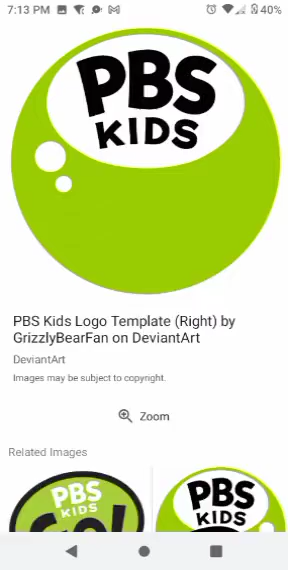 7:13 PM
40%
PBS
KIDS
PBS Kids Logo Template (Right) by
GrizzlyBearFan on DeviantArt
DeviantArt
Images may be subject to copyright.
Zoom
Related Images
PBS
KIDS
GO!
PBS
KIDS